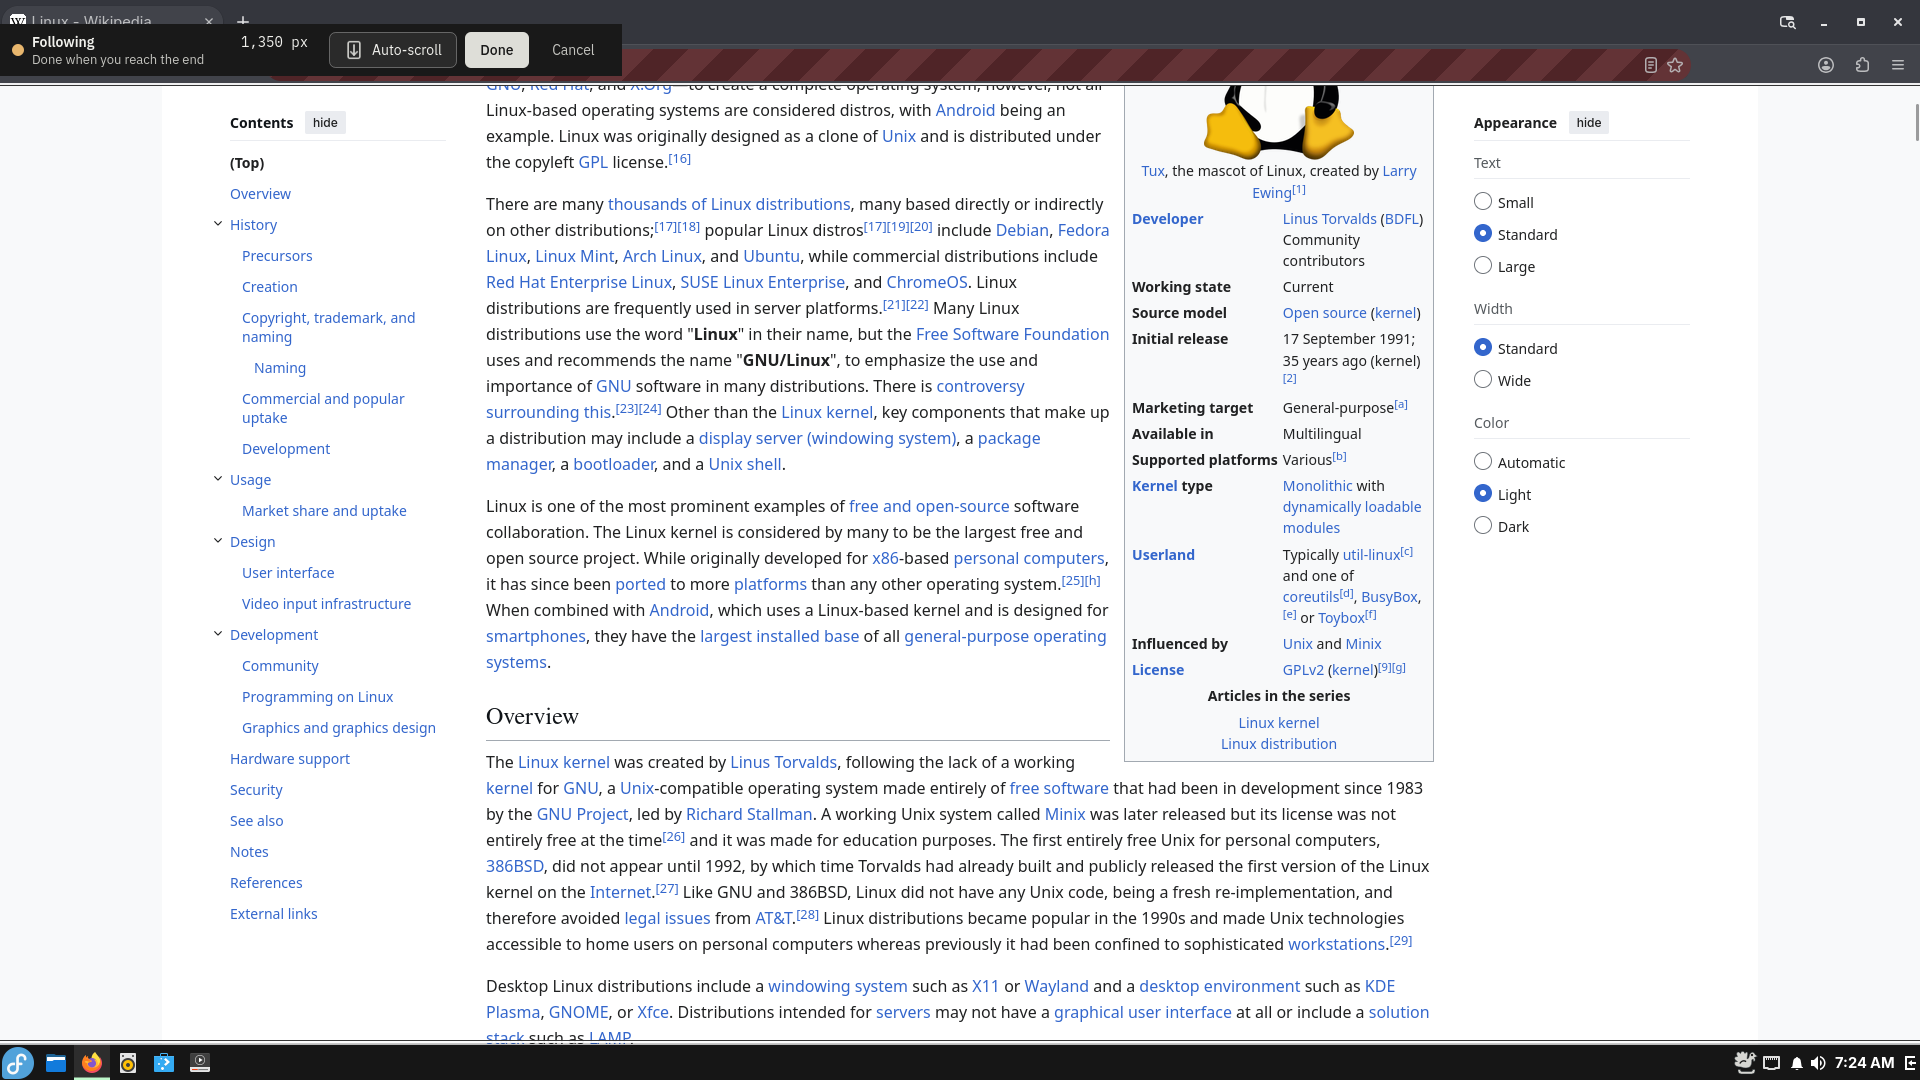 Linux - Wikipedia
Following
Done when you reach the end
1,350 px
Auto-scroll
Done
Cancel
Contents
hide
(Top)
Overview
History
Precursors
Creation
Copyright, trademark, and
naming
Naming
Commercial and popular
uptake
Development
Usage
Market share and uptake
Design
User interface
Video input infrastructure
Development
Community
Programming on Linux
Graphics and graphics design
Hardware support
Security
See also
Notes
References
External links
GNU, Red Hat, and X.Org—to create a complete operating system; however, not all
Linux-based operating systems are considered distros, with Android being an
example. Linux was originally designed as a clone of Unix and is distributed under
the copyleft GPL license.[16]
There are many thousands of Linux distributions, many based directly or indirectly
on other distributions;[17][18] popular Linux distros[17][19][20] include Debian, Fedora
Linux, Linux Mint, Arch Linux, and Ubuntu, while commercial distributions include
Red Hat Enterprise Linux, SUSE Linux Enterprise, and ChromeOS. Linux
distributions are frequently used in server platforms.[21][22] Many Linux
distributions use the word "Linux" in their name, but the Free Software Foundation
uses and recommends the name "GNU/Linux", to emphasize the use and
importance of GNU software in many distributions. There is controversy
surrounding this.[23][24] Other than the Linux kernel, key components that make up
a distribution may include a display server (windowing system), a package
manager, a bootloader, and a Unix shell.
Linux is one of the most prominent examples of free and open-source software
collaboration. The Linux kernel is considered by many to be the largest free and
open source project. While originally developed for x86-based personal computers,
it has since been ported to more platforms than any other operating system.[25][h]
When combined with Android, which uses a Linux-based kernel and is designed for
smartphones, they have the largest installed base of all general-purpose operating
systems.
Overview
The Linux kernel was created by Linus Torvalds, following the lack of a working
kernel for GNU, a Unix-compatible operating system made entirely of free software that had been in development since 1983
by the GNU Project, led by Richard Stallman. A working Unix system called Minix was later released but its license was not
entirely free at the time[26] and it was made for education purposes. The first entirely free Unix for personal computers,
386BSD, did not appear until 1992, by which time Torvalds had already built and publicly released the first version of the Linux
kernel on the Internet.[27] Like GNU and 386BSD, Linux did not have any Unix code, being a fresh re-implementation, and
therefore avoided legal issues from AT&T.[28] Linux distributions became popular in the 1990s and made Unix technologies
accessible to home users on personal computers whereas previously it had been confined to sophisticated workstations.[29]
Desktop Linux distributions include a windowing system such as X11 or Wayland and a desktop environment such as KDE
Plasma, GNOME, or Xfce. Distributions intended for servers may not have a graphical user interface at all or include a solution
stack such as LAMP.
Tux, the mascot of Linux, created by Larry
Ewing[1]
Developer Linus Torvalds (BDFL)
Community
contributors
Working state Current
Source model Open source (kernel)
Initial release 17 September 1991;
35 years ago (kernel)
[2]
Marketing target General-purpose[a]
Available in Multilingual
Supported platforms Various[b]
Kernel type Monolithic with
dynamically loadable
modules
Userland Typically util-linux[c]
and one of
coreutils[d], BusyBox,
[e] or Toybox[f]
Influenced by Unix and Minix
License GPLv2 (kernel)[9][g]
Articles in the series
Linux kernel
Linux distribution
Appearance
hide
Text
Small
Standard
Large
Width
Standard
Wide
Color
Automatic
Light
Dark
7:24 AM